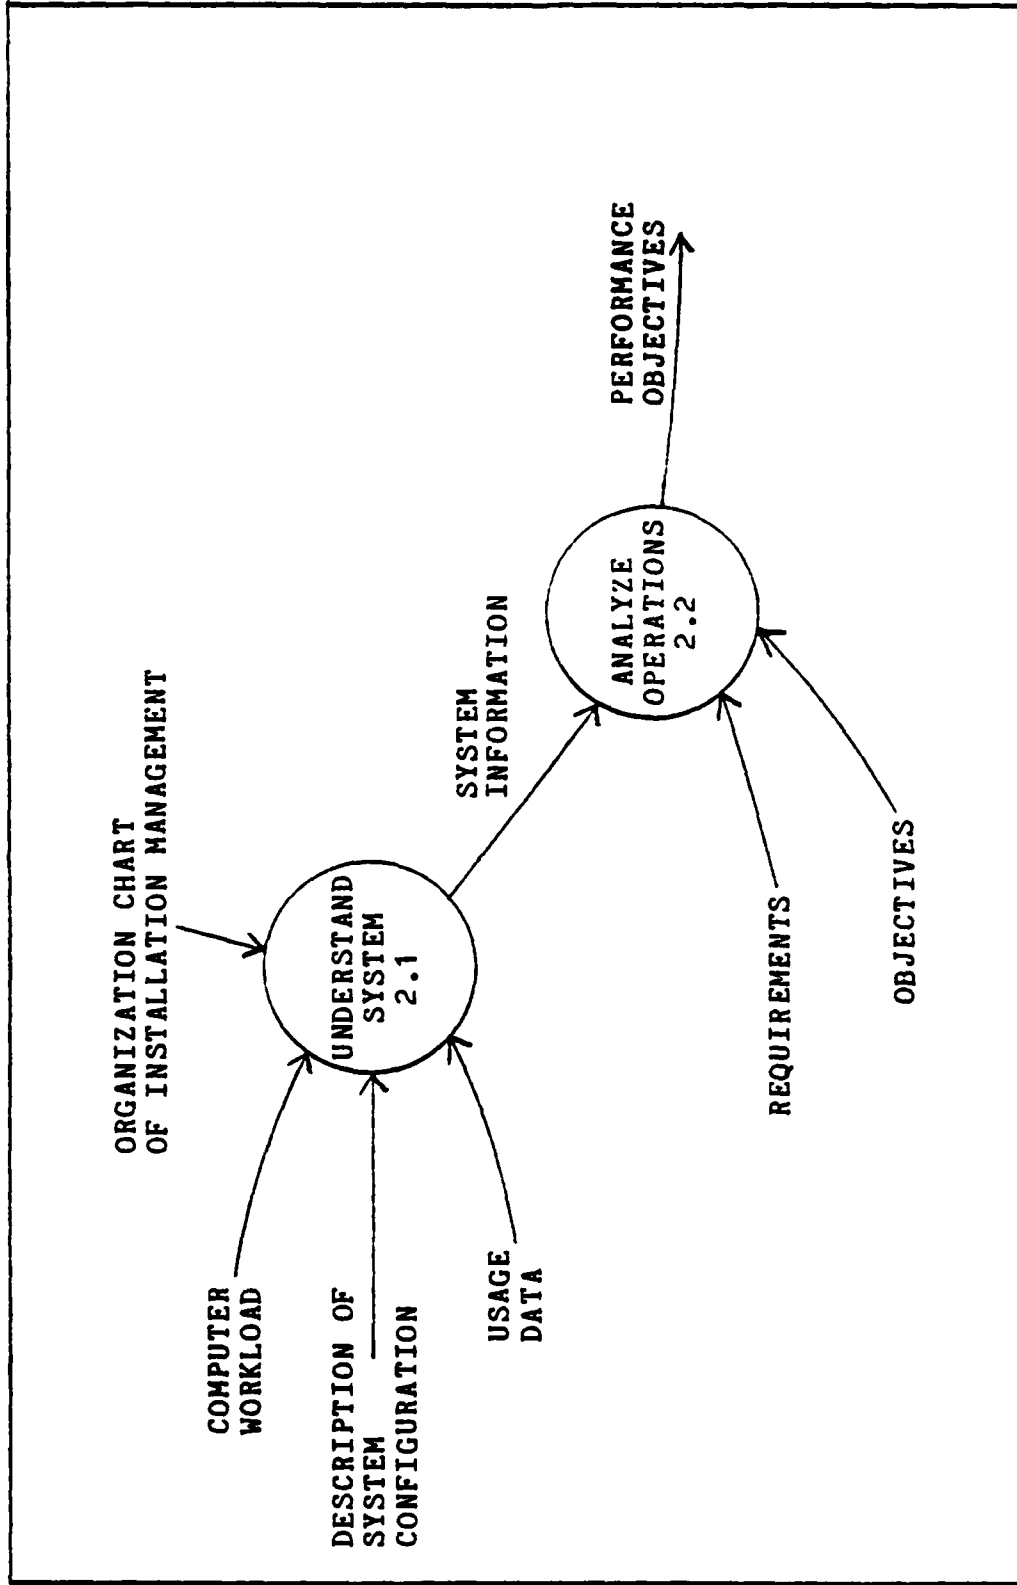 ORGANIZATION CHART
OF INSTALLATION MANAGEMENT
COMPUTER
WORKLOAD
DESCRIPTION OF
SYSTEM
CONFIGURATION
USAGE
DATA
UNDERSTAND
SYSTEM
2.1
SYSTEM
INFORMATION
ANALYZE
OPERATIONS
2.2
REQUIREMENTS
OBJECTIVES
PERFORMANCE
OBJECTIVES